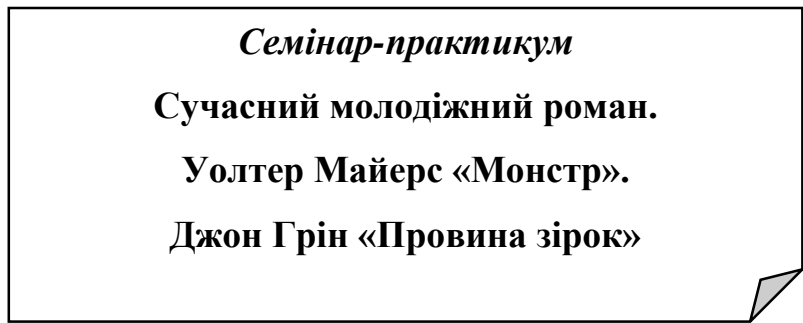 Семінар-практикум
Сучасний молодіжний роман.
Уолтер Майерс «Монстр».
Джон Грін «Провина зірок»